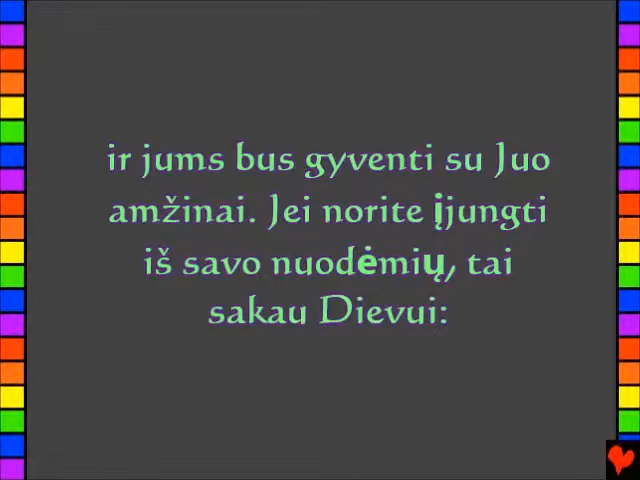 ir jums bus gyventi su Juo
amžinai. Jei norite įjungti
iš savo nuodėmių, tai
sakau Dievui: